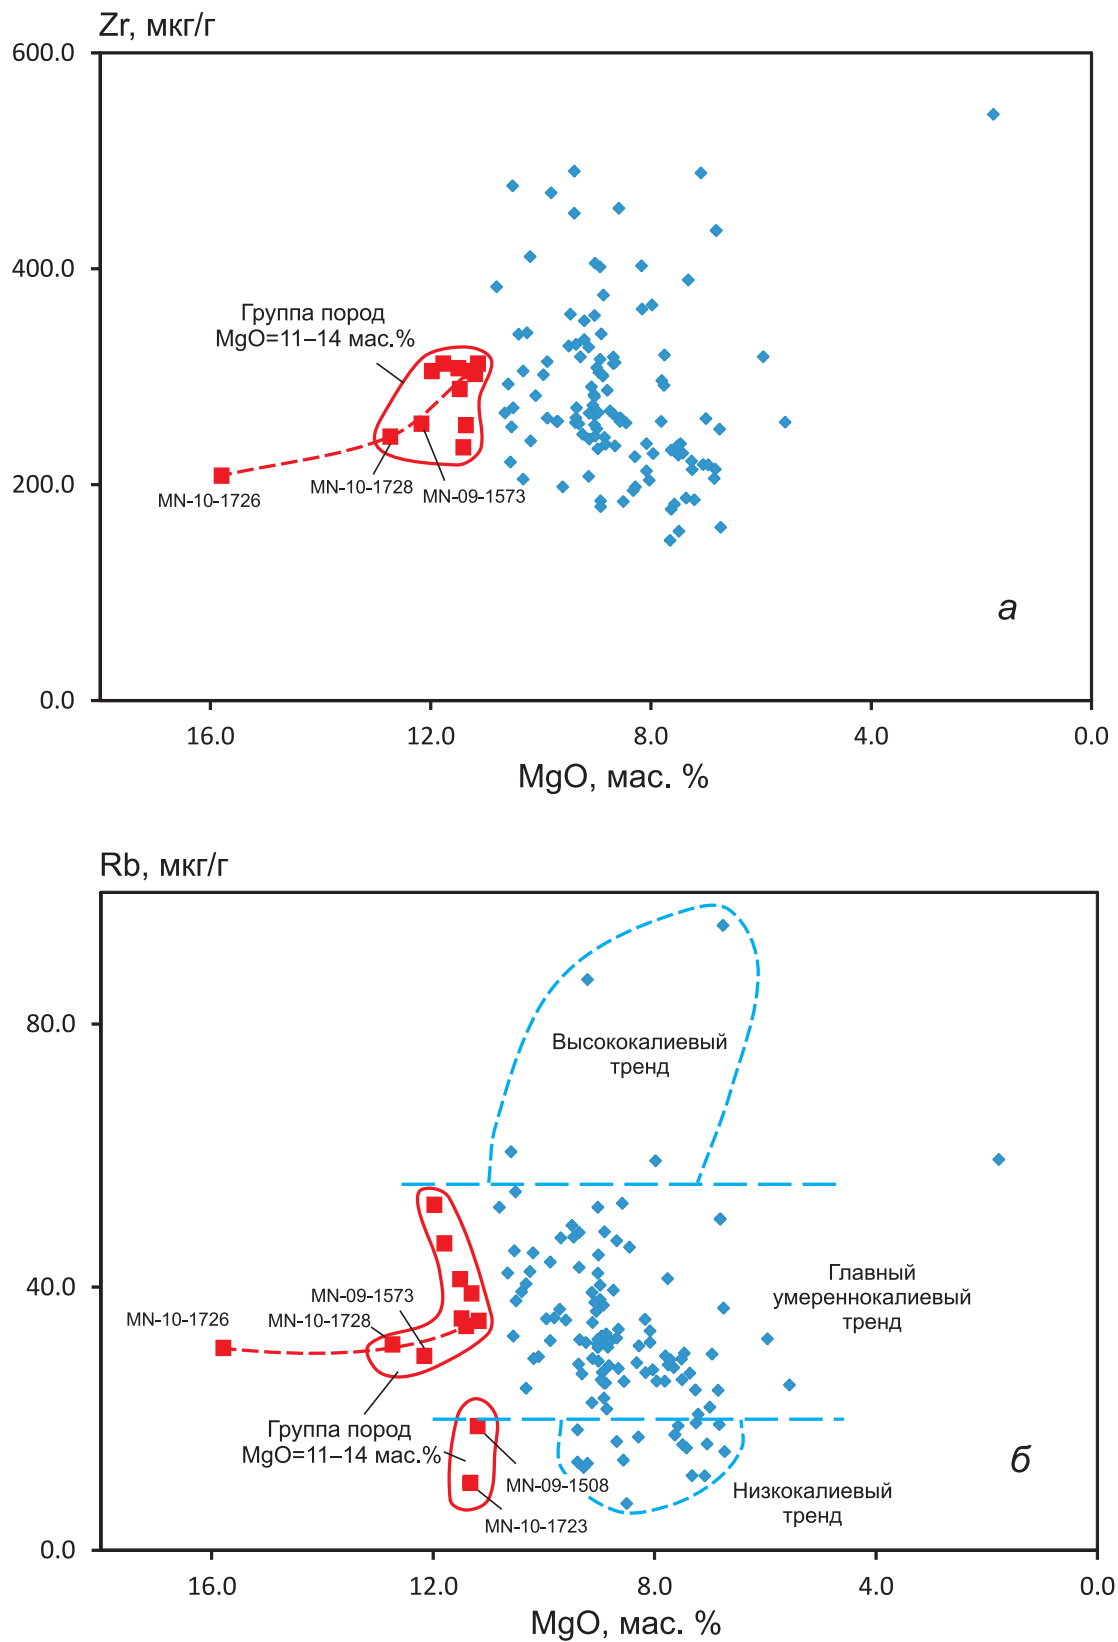 Zr, мкг/г
600.0
400.0
Группа пород
MgO=11–14 мас.%
200.0
MN-10-1726
MN-10-1728
MN-09-1573
а
0.0
16.0
12.0
8.0
4.0
0.0
MgO, мас. %
Rb, мкг/г
80.0
Высококалиевый
тренд
40.0
Главный
умереннокалиевый
тренд
MN-09-1573
MN-10-1726
MN-10-1728
Группа пород
MgO=11–14 мас.%
MN-09-1508
MN-10-1723
Низкокалиевый
тренд
б
0.0
16.0
12.0
8.0
4.0
0.0
MgO, мас. %